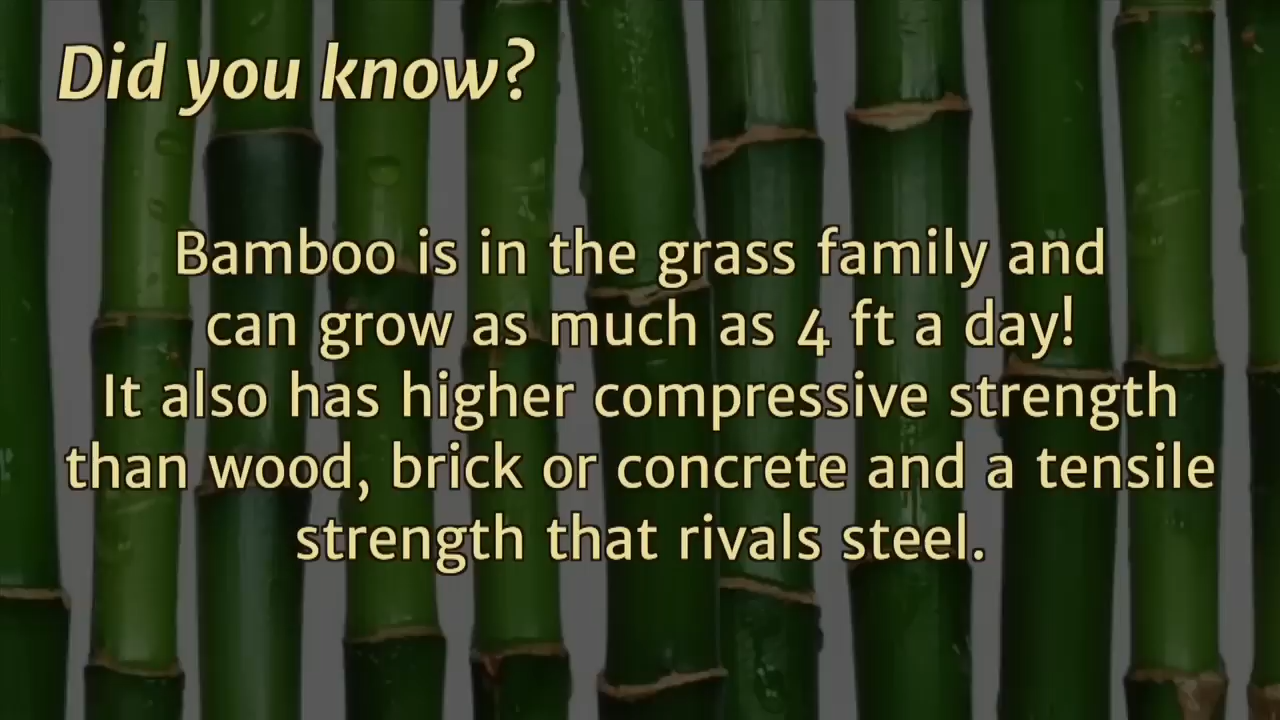 Did you know?
Bamboo is in the grass family and
can grow as much as 4 ft a day!
It also has higher compressive strength
than wood, brick or concrete and a tensile
strength that rivals steel.